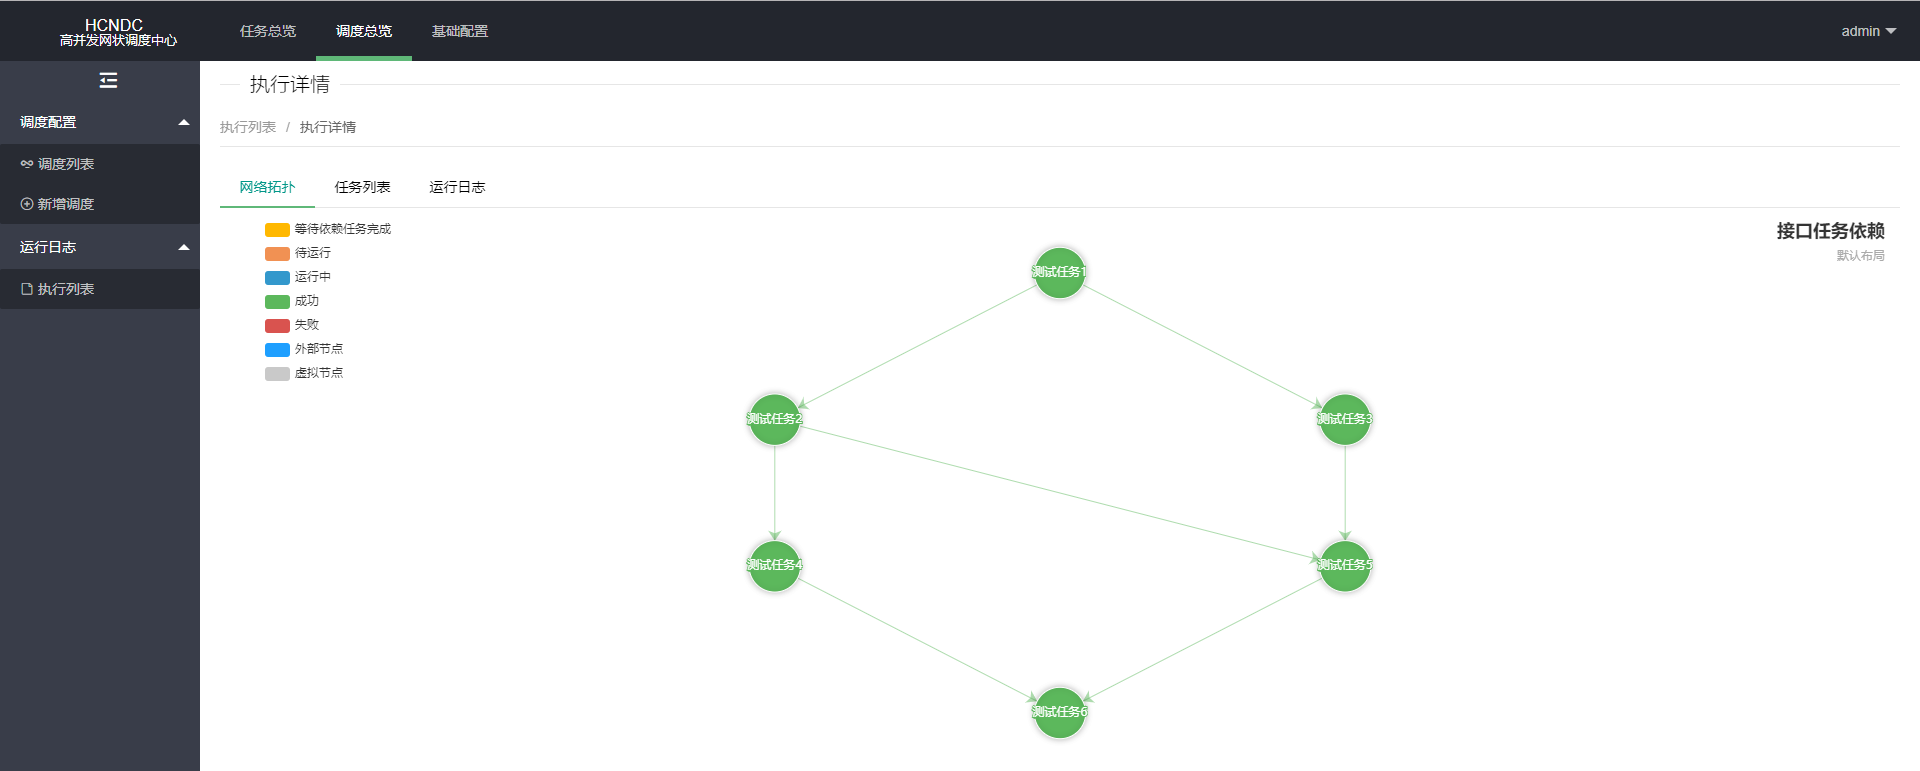 HCNDC
高并发网状调度中心
任务总览
调度总览
基础配置
admin
调度配置
调度列表
新增调度
运行日志
执行列表
执行详情
执行列表 / 执行详情
网络拓扑
任务列表
运行日志
等待依赖任务完成
待运行
运行中
成功
失败
外部节点
虚拟节点
接口任务依赖
默认布局
测试任务1
测试任务2
测试任务3
测试任务4
测试任务5
测试任务6